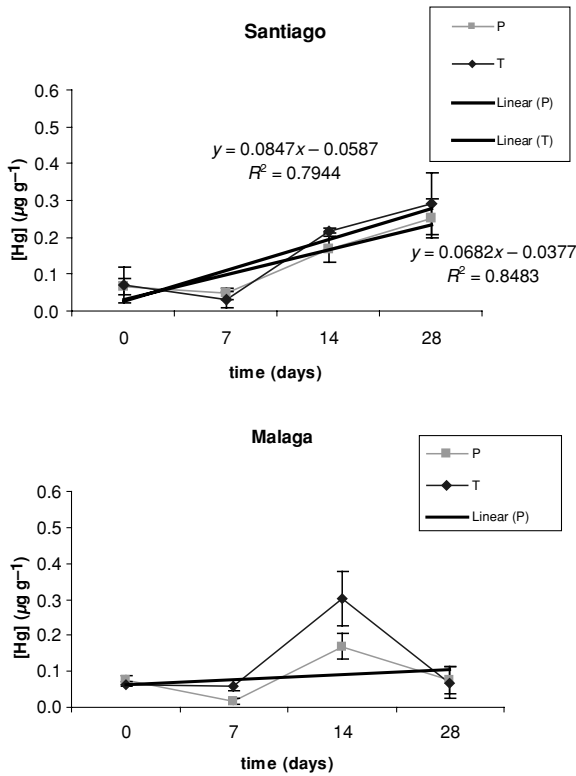 Santiago
P
T
Linear (P)
Linear (T)
0.6
0.5
0.4
0.3
0.2
0.1
0.0
[Hg] (µg g⁻¹)
y = 0.0847x – 0.0587
R² = 0.7944
y = 0.0682x – 0.0377
R² = 0.8483
0 7 14 28
time (days)
Malaga
P
T
Linear (P)
0.6
0.5
0.4
0.3
0.2
0.1
0.0
[Hg] (µg g⁻¹)
0 7 14 28
time (days)